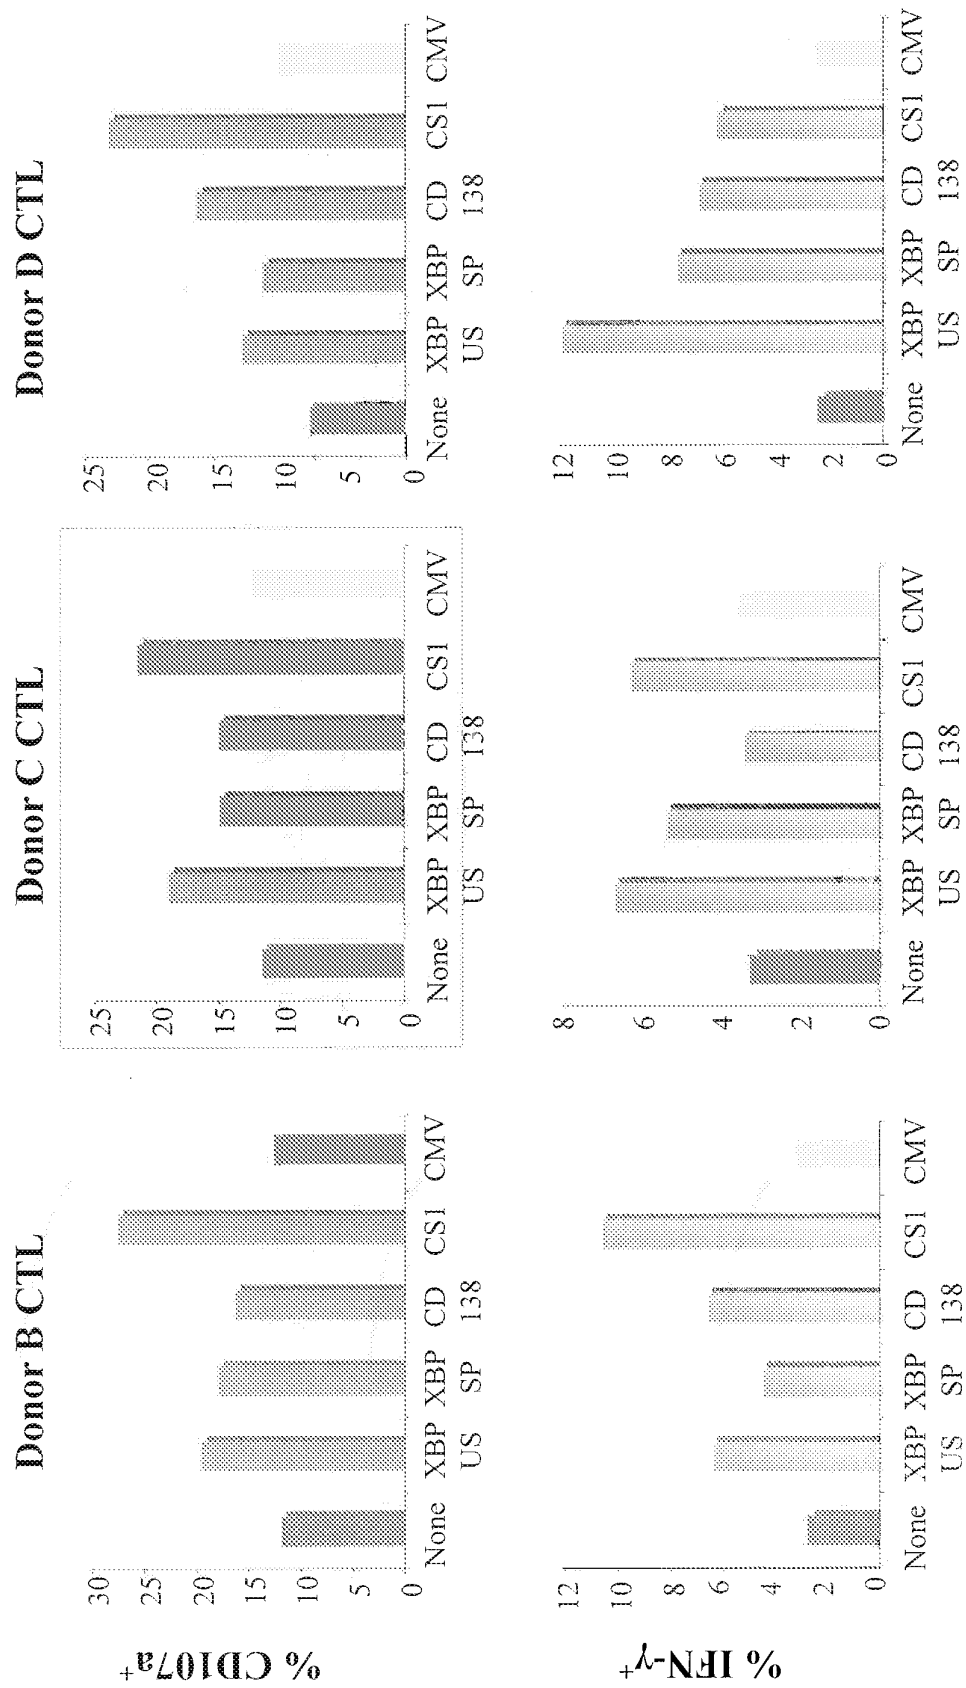 Donor B CTL
Donor C CTL
Donor D CTL
% CD107a⁺
30
25
20
15
10
5
0
None XBP XBP CD CS1 CMV
US SP 138
25
20
15
10
5
0
None XBP XBP CD CS1 CMV
US SP 138
25
20
15
10
5
0
None XBP XBP CD CS1 CMV
US SP 138
% IFN-γ⁺
12
10
8
6
4
2
0
None XBP XBP CD CS1 CMV
US SP 138
8
6
4
2
0
None XBP XBP CD CS1 CMV
US SP 138
12
10
8
6
4
2
0
None XBP XBP CD CS1 CMV
US SP 138